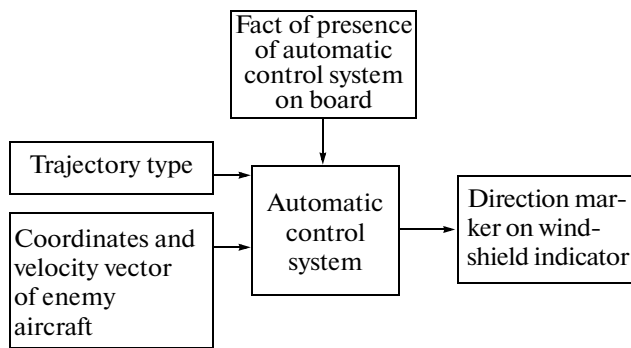 Fact of presence
of automatic
control system
on board
Trajectory type
Coordinates and
velocity vector
of enemy
aircraft
Automatic
control
system
Direction mar-
ker on wind-
shield indicator